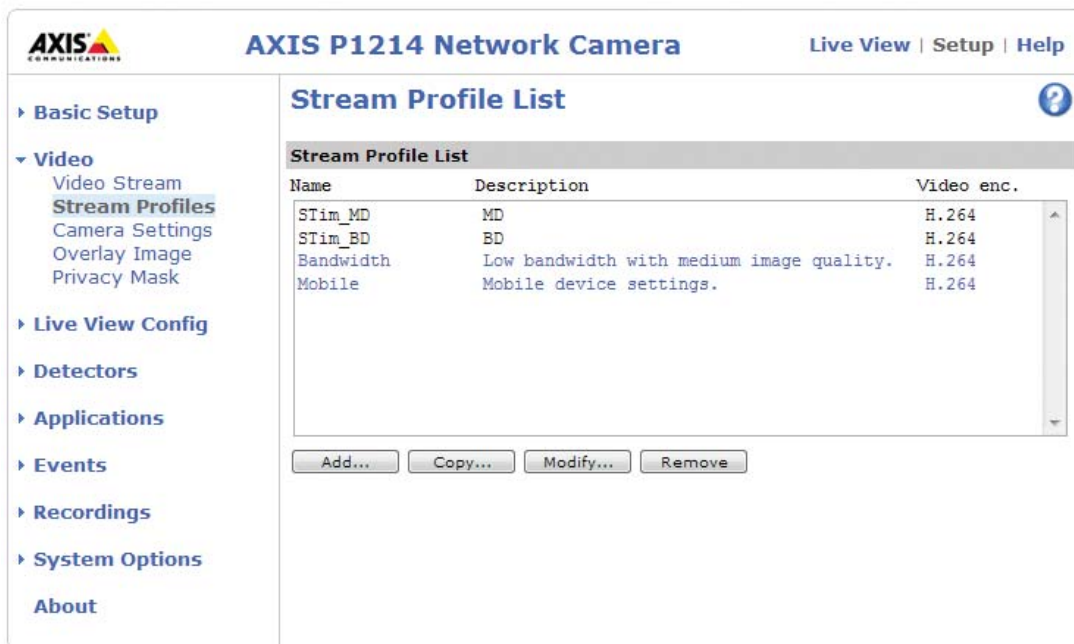 AXIS
COMMUNICATIONS
AXIS P1214 Network Camera
Live View | Setup | Help
Basic Setup
Video
Video Stream
Stream Profiles
Camera Settings
Overlay Image
Privacy Mask
Live View Config
Detectors
Applications
Events
Recordings
System Options
About
Stream Profile List
?
Stream Profile List
Name Description Video enc.
STim_MD MD H.264
STim_BD BD H.264
Bandwidth Low bandwidth with medium image quality. H.264
Mobile Mobile device settings. H.264
Add... Copy... Modify... Remove